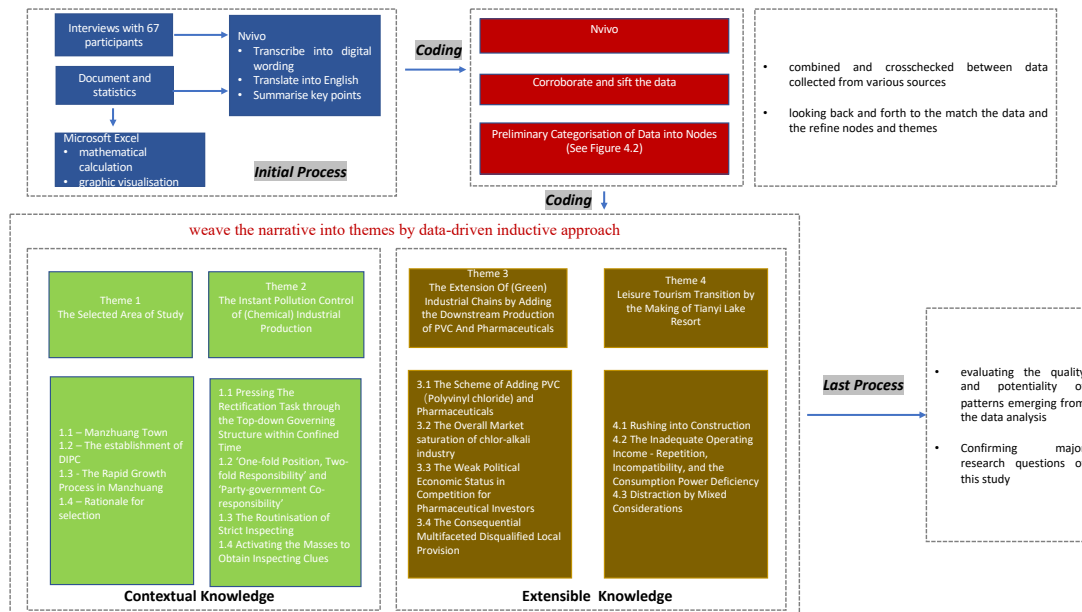 Interviews with 67
participants
Document and
statistics
Microsoft Excel
• mathematical
calculation
• graphic visualisation
Nvivo
• Transcribe into digital
wording
• Translate into English
• Summarise key points
Initial Process
Coding
Nvivo
Corroborate and sift the data
Preliminary Categorisation of Data into Nodes
(See Figure 4.2)
• combined and crosschecked between data
collected from various sources
• looking back and forth to the match the data and
the refine nodes and themes
Coding
weave the narrative into themes by data-driven inductive approach
Theme 1
The Selected Area of Study
Theme 2
The Instant Pollution Control
of (Chemical) Industrial
Production
Theme 3
The Extension Of (Green)
Industrial Chains by Adding
the Downstream Production
of PVC And Pharmaceuticals
Theme 4
Leisure Tourism Transition by
the Making of Tianyi Lake
Resort
1.1 – Manzhuang Town
1.2 – The establishment of
DIPC
1.3 - The Rapid Growth
Process in Manzhuang
1.4 – Rationale for
selection
1.1 Pressing The
Rectification Task through
the Top-down Governing
Structure within Confined
Time
1.2 ‘One-fold Position, Two-
fold Responsibility’ and
‘Party-government Co-
responsibility’
1.3 The Routinisation of
Strict Inspecting
1.4 Activating the Masses to
Obtain Inspecting Clues
3.1 The Scheme of Adding PVC
(Polyvinyl chloride) and
Pharmaceuticals
3.2 The Overall Market
saturation of chlor-alkali
industry
3.3 The Weak Political
Economic Status in
Competition for
Pharmaceutical Investors
3.4 The Consequential
Multifaceted Disqualified Local
Provision
4.1 Rushing into Construction
4.2 The Inadequate Operating
Income - Repetition,
Incompatibility, and the
Consumption Power Deficiency
4.3 Distraction by Mixed
Considerations
Contextual Knowledge
Extensible Knowledge
Last Process
• evaluating the quality
and potentiality of
patterns emerging from
the data analysis
• Confirming major
research questions of
this study